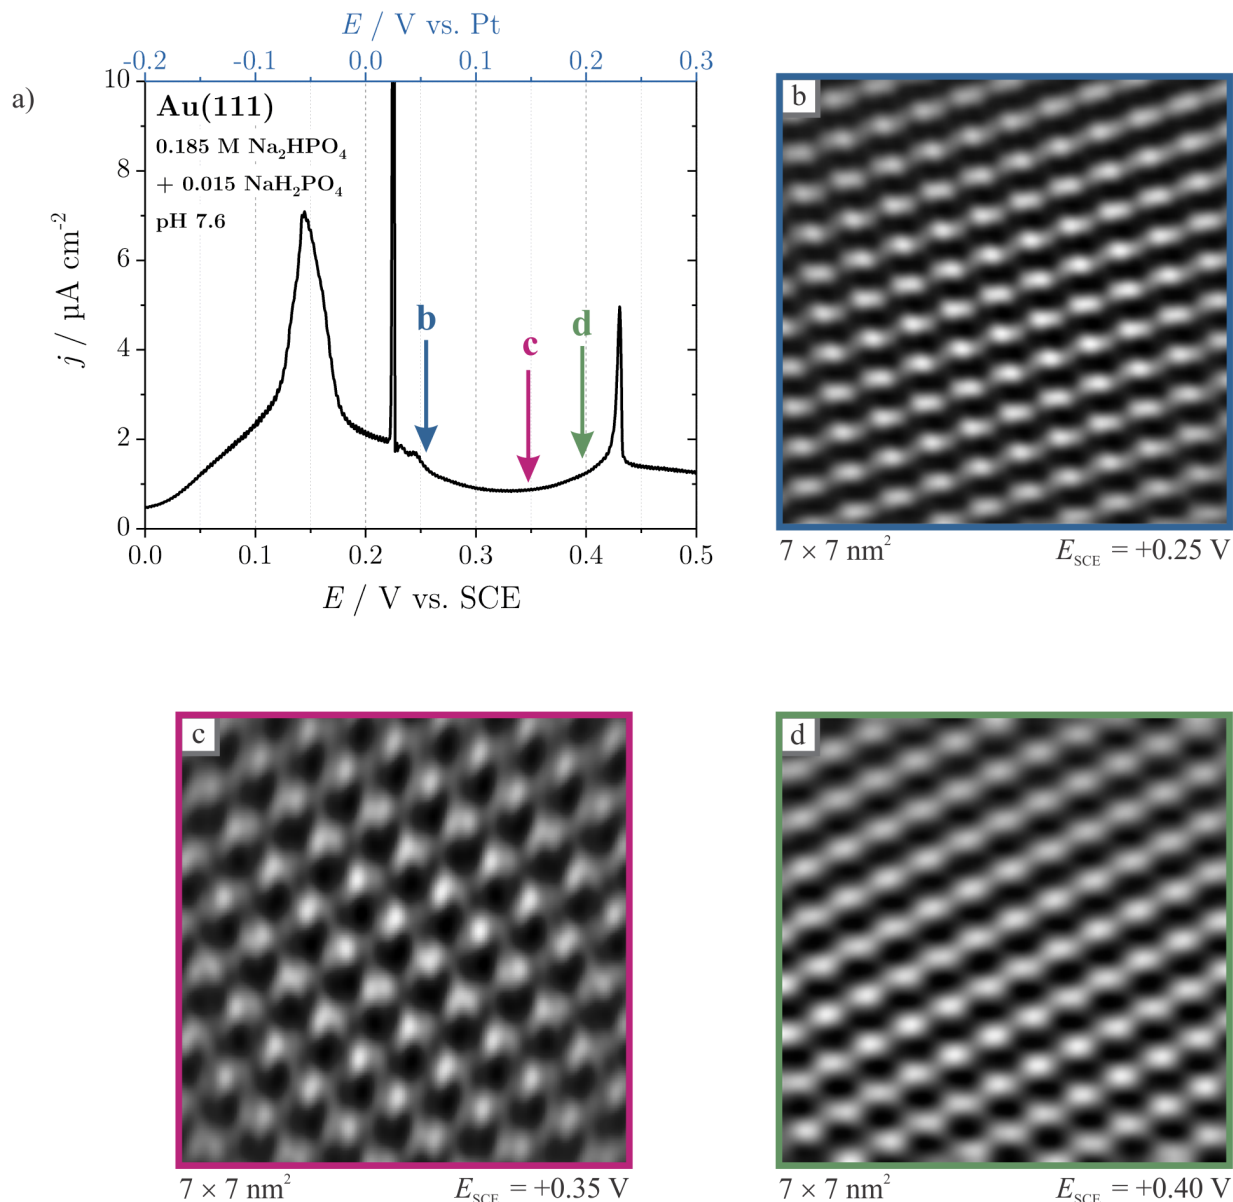 E / V vs. Pt
-0.2 -0.1 0.0 0.1 0.2 0.3
a)
10
8
6
4
2
0
j / µA cm⁻²
Au(111)
0.185 M Na₂HPO₄
+ 0.015 NaH₂PO₄
pH 7.6
b
c
d
0.0 0.1 0.2 0.3 0.4 0.5
E / V vs. SCE
b
7 × 7 nm² E_SCE = +0.25 V
c
7 × 7 nm² E_SCE = +0.35 V
d
7 × 7 nm² E_SCE = +0.40 V